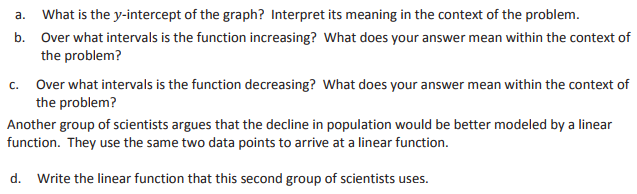 a. What is the y-intercept of the graph? Interpret its meaning in the context of the problem.
b. Over what intervals is the function increasing? What does your answer mean within the context of
the problem?
c. Over what intervals is the function decreasing? What does your answer mean within the context of
the problem?
Another group of scientists argues that the decline in population would be better modeled by a linear
function. They use the same two data points to arrive at a linear function.
d. Write the linear function that this second group of scientists uses.